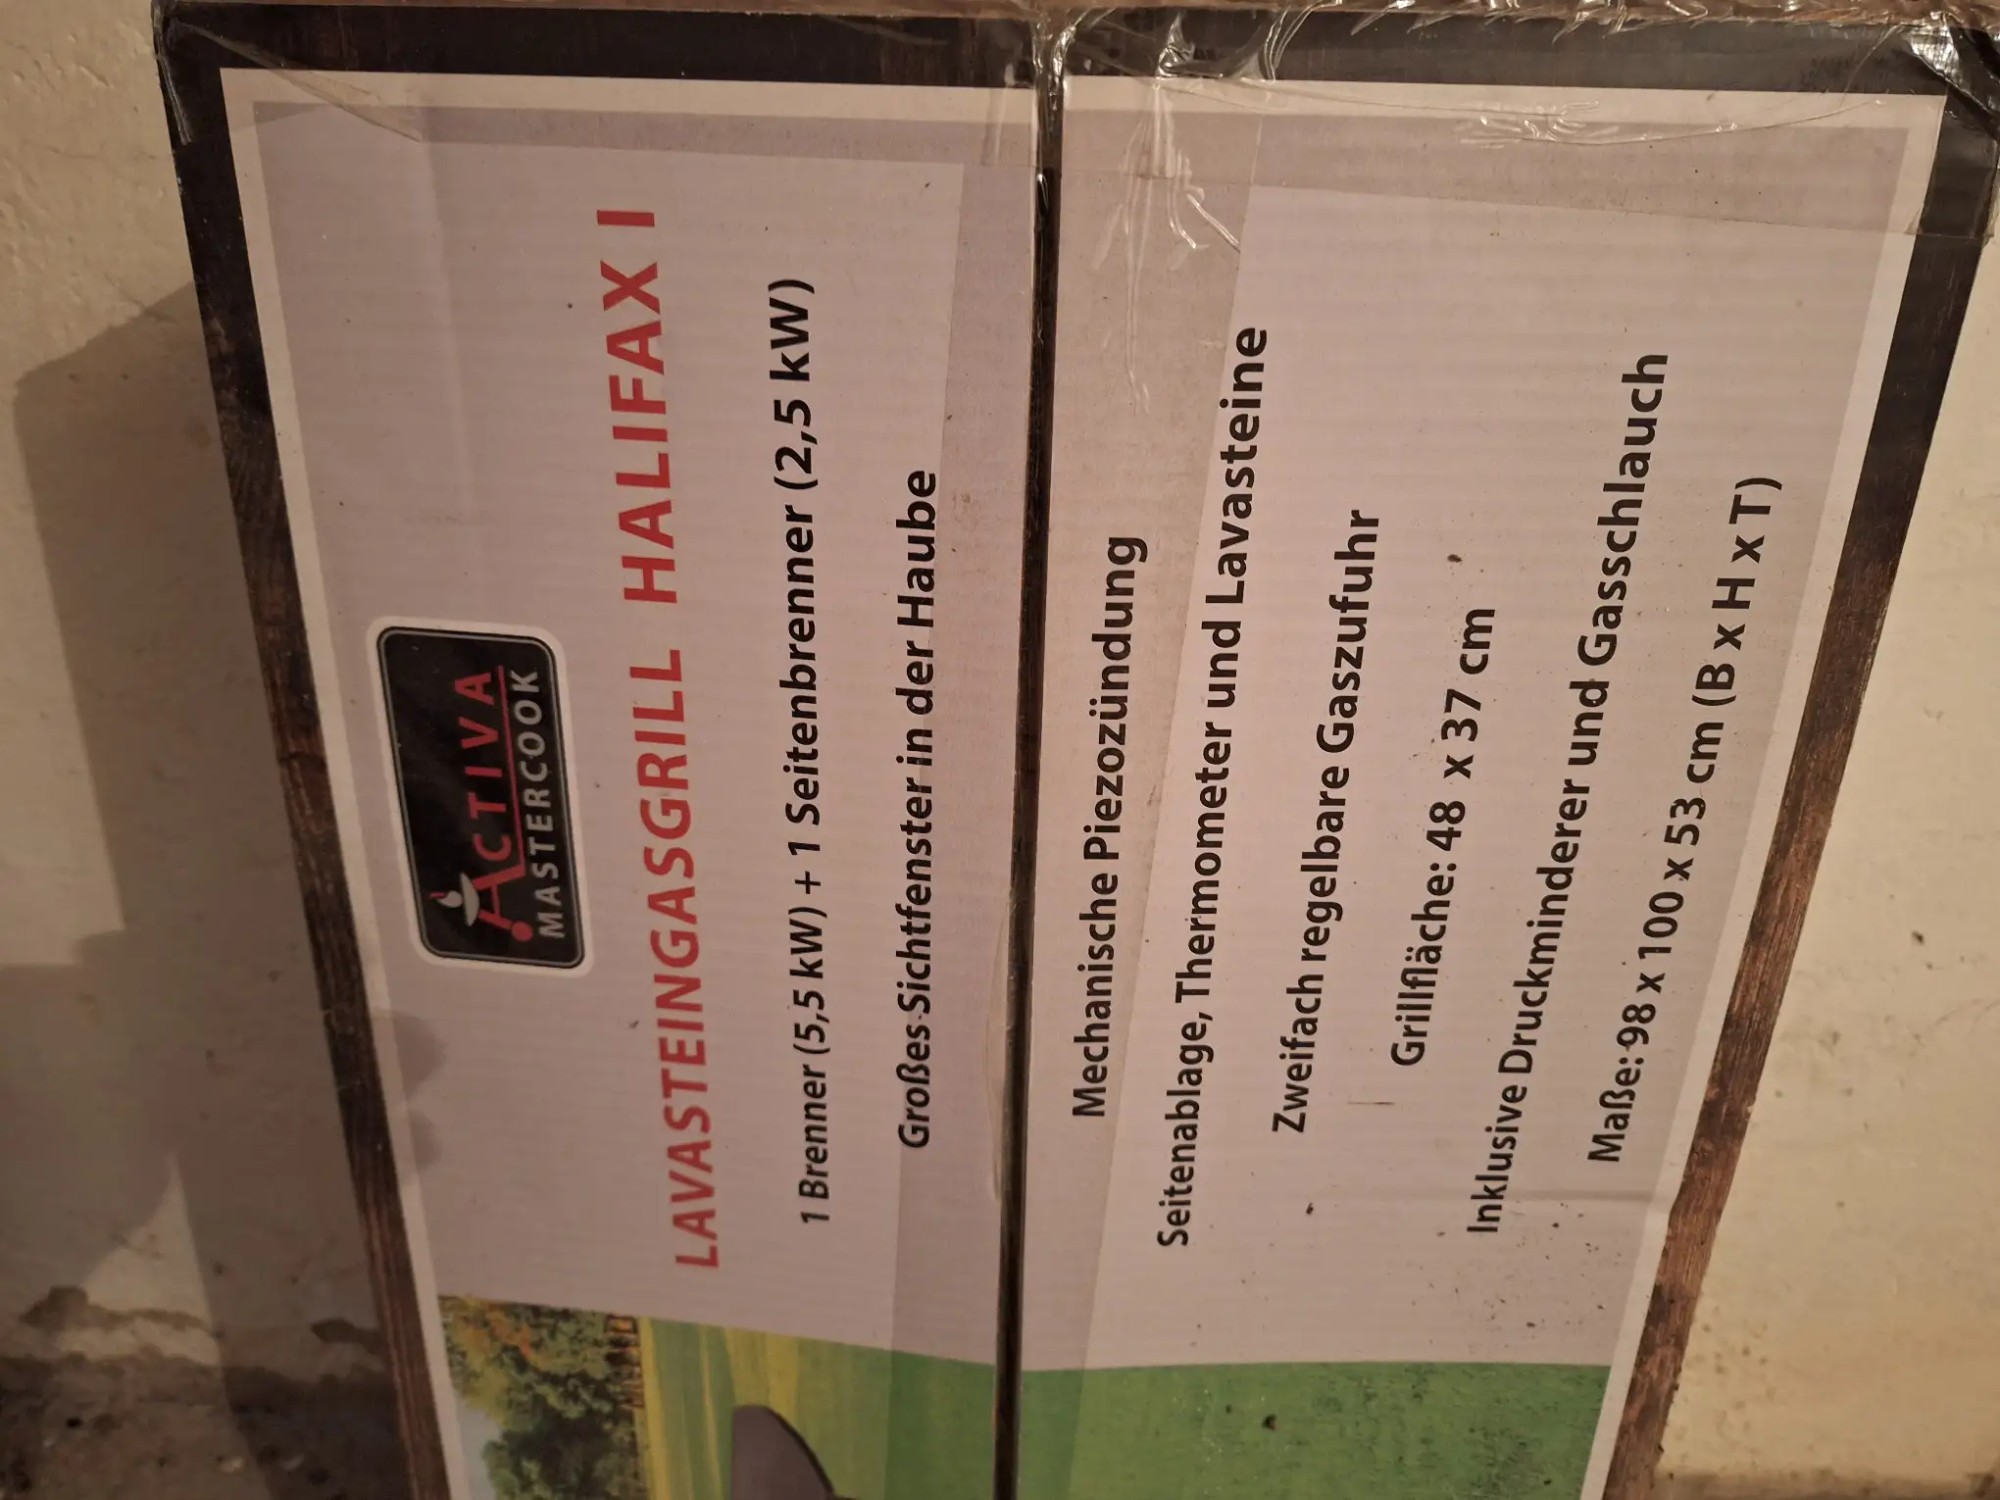 ACTIVA
MASTERCOOK
LAVASTEINGASGRILL HALIFAX I
1 Brenner (5,5 kW) + 1 Seitenbrenner (2,5 kW)
Großes Sichtfenster in der Haube
Mechanische Piezozündung
Seitenablage, Thermometer und Lavasteine
Zweifach regelbare Gaszufuhr
Grillfläche: 48 x 37 cm
Inklusive Druckminderer und Gasschlauch
Maße: 98 x 100 x 53 cm (B x H x T)